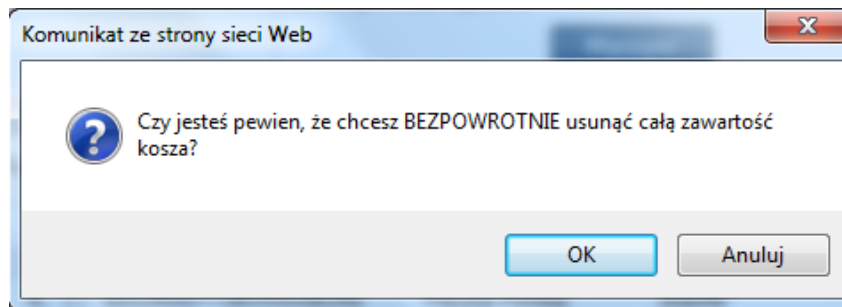 Komunikat ze strony sieci Web
Czy jesteś pewien, że chcesz BEZPOWROTNIE usunąć całą zawartość
kosza?
OK
Anuluj